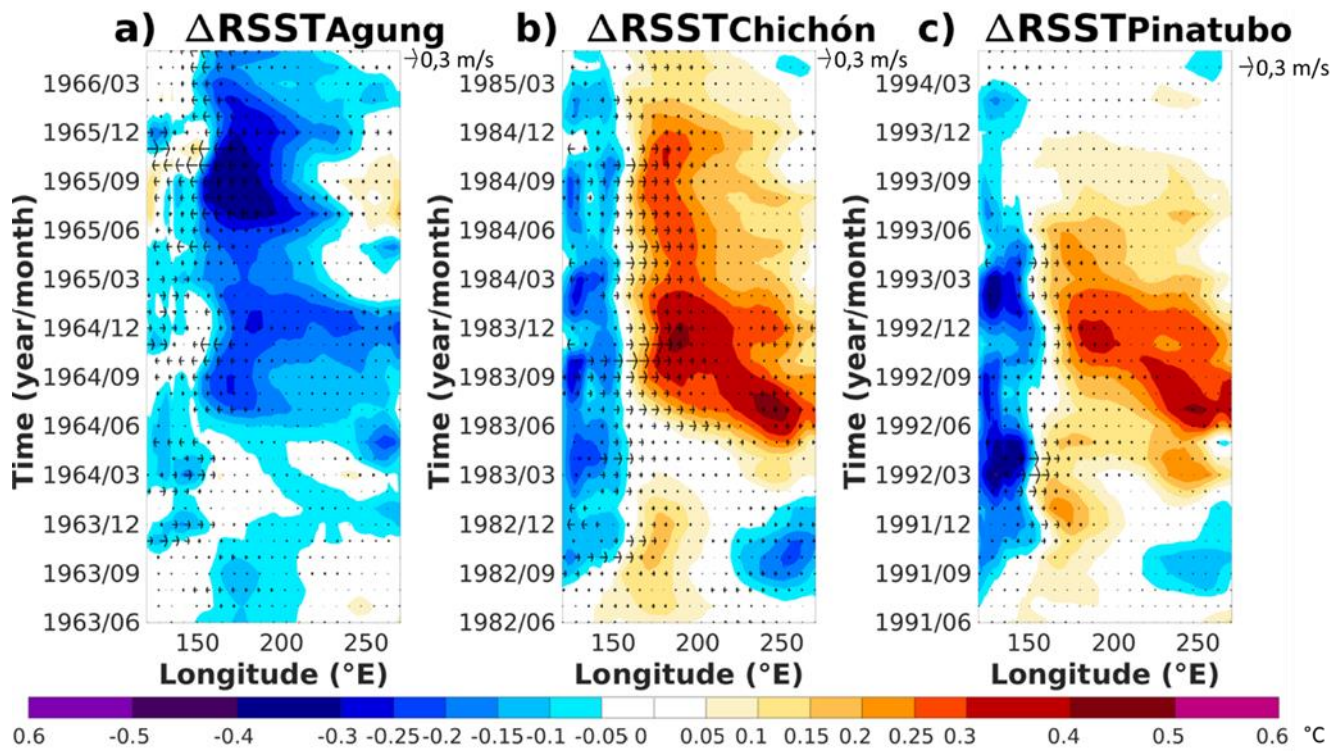 a) ΔRSSTAgung
→0,3 m/s
Time (year/month)
1966/03
1965/12
1965/09
1965/06
1965/03
1964/12
1964/09
1964/06
1964/03
1963/12
1963/09
1963/06
150 200 250
Longitude (°E)
b) ΔRSSTChichón
→0,3 m/s
Time (year/month)
1985/03
1984/12
1984/09
1984/06
1984/03
1983/12
1983/09
1983/06
1983/03
1982/12
1982/09
1982/06
150 200 250
Longitude (°E)
c) ΔRSSTPinatubo
→0,3 m/s
Time (year/month)
1994/03
1993/12
1993/09
1993/06
1993/03
1992/12
1992/09
1992/06
1992/03
1991/12
1991/09
1991/06
150 200 250
Longitude (°E)
0.6 -0.5 -0.4 -0.3 -0.25 -0.2 -0.15 -0.1 -0.05 0 0.05 0.1 0.15 0.2 0.25 0.3 0.4 0.5 0.6 °C